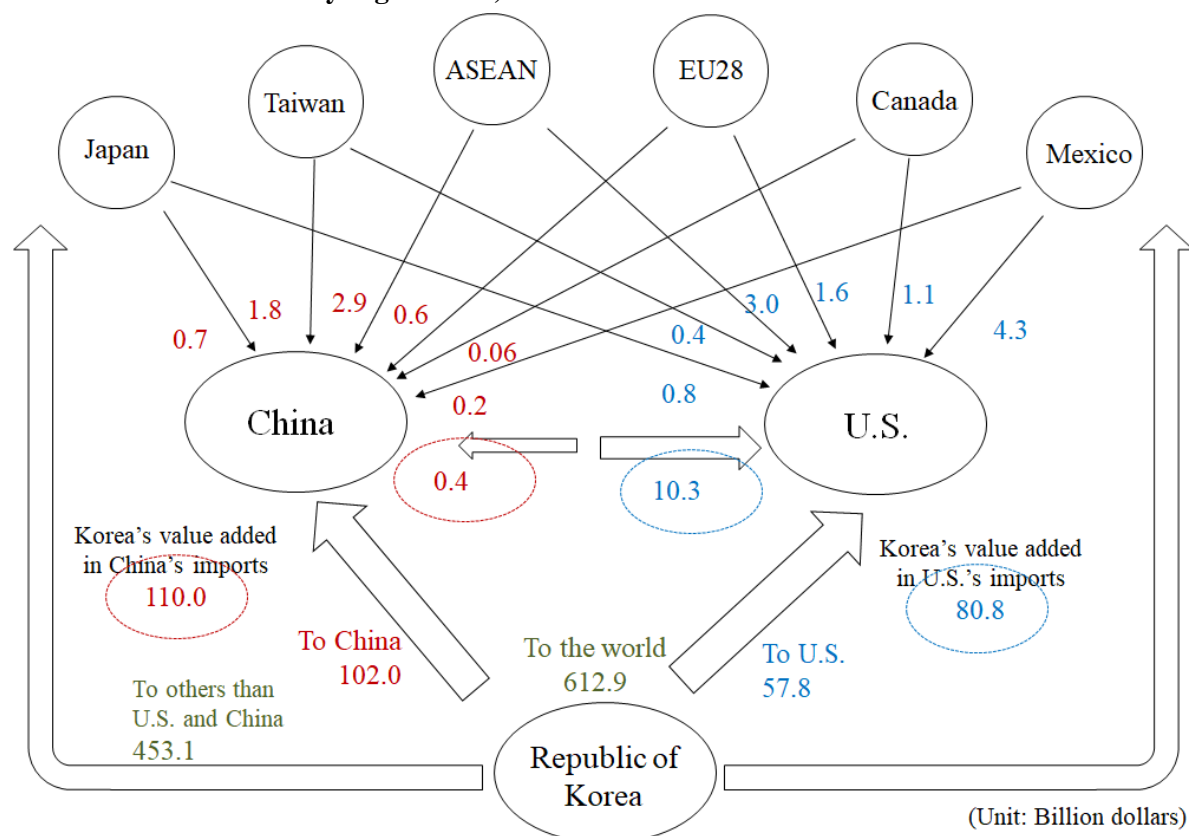 ASEAN
EU28
Taiwan
Canada
Japan
Mexico
0.7
1.8
2.9
0.6
0.06
0.2
3.0
1.6
1.1
0.4
4.3
0.8
China
U.S.
0.4
10.3
Korea’s value added
in China’s imports
110.0
Korea’s value added
in U.S.’s imports
80.8
To China
102.0
To the world
612.9
To U.S.
57.8
To others than
U.S. and China
453.1
Republic of
Korea
(Unit: Billion dollars)